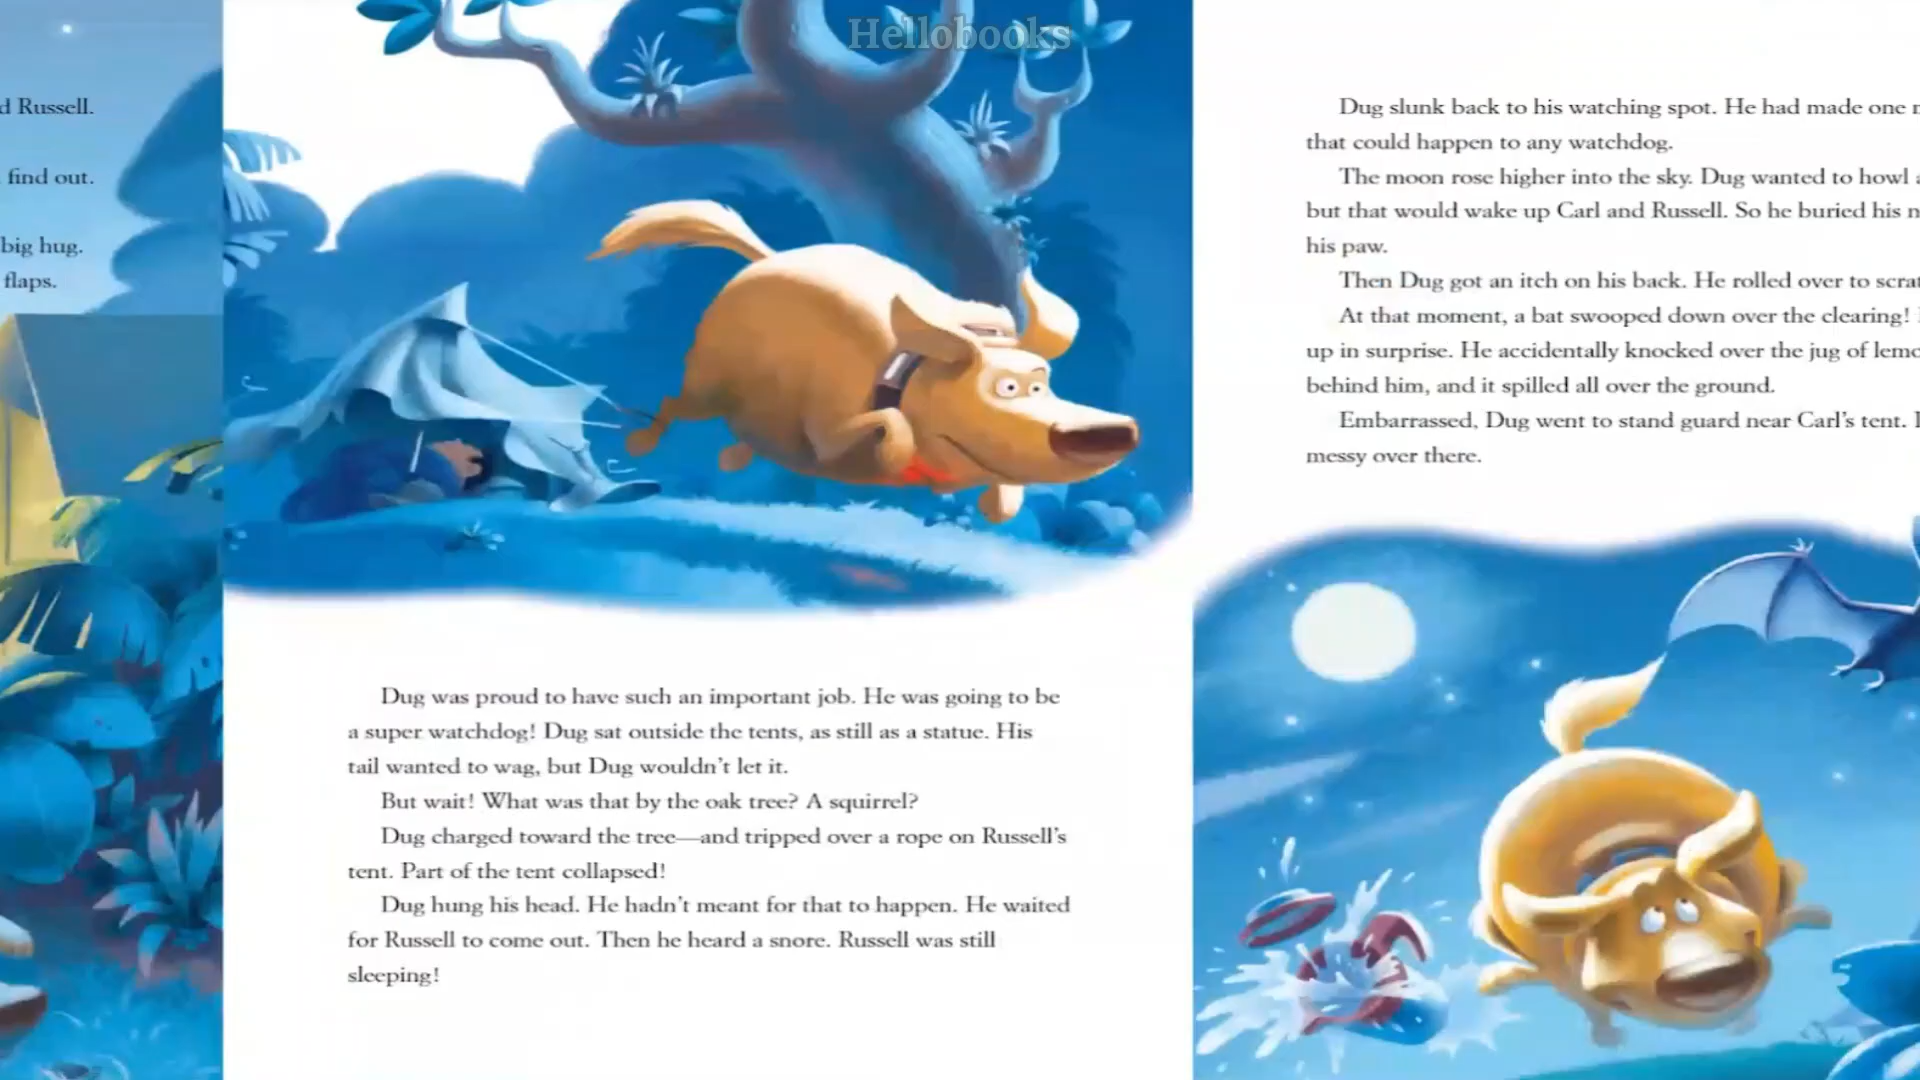 Hellobooks
d Russell.
find out.
big hug.
flaps.
Dug was proud to have such an important job. He was going to be
a super watchdog! Dug sat outside the tents, as still as a statue. His
tail wanted to wag, but Dug wouldn't let it.
But wait! What was that by the oak tree? A squirrel?
Dug charged toward the tree—and tripped over a rope on Russell's
tent. Part of the tent collapsed!
Dug hung his head. He hadn't meant for that to happen. He waited
for Russell to come out. Then he heard a snore. Russell was still
sleeping!
Dug slunk back to his watching spot. He had made one
that could happen to any watchdog.
The moon rose higher into the sky. Dug wanted to howl
but that would wake up Carl and Russell. So he buried his
his paw.
Then Dug got an itch on his back. He rolled over to scrat
At that moment, a bat swooped down over the clearing!
up in surprise. He accidentally knocked over the jug of lemo
behind him, and it spilled all over the ground.
Embarrassed, Dug went to stand guard near Carl's tent.
messy over there.